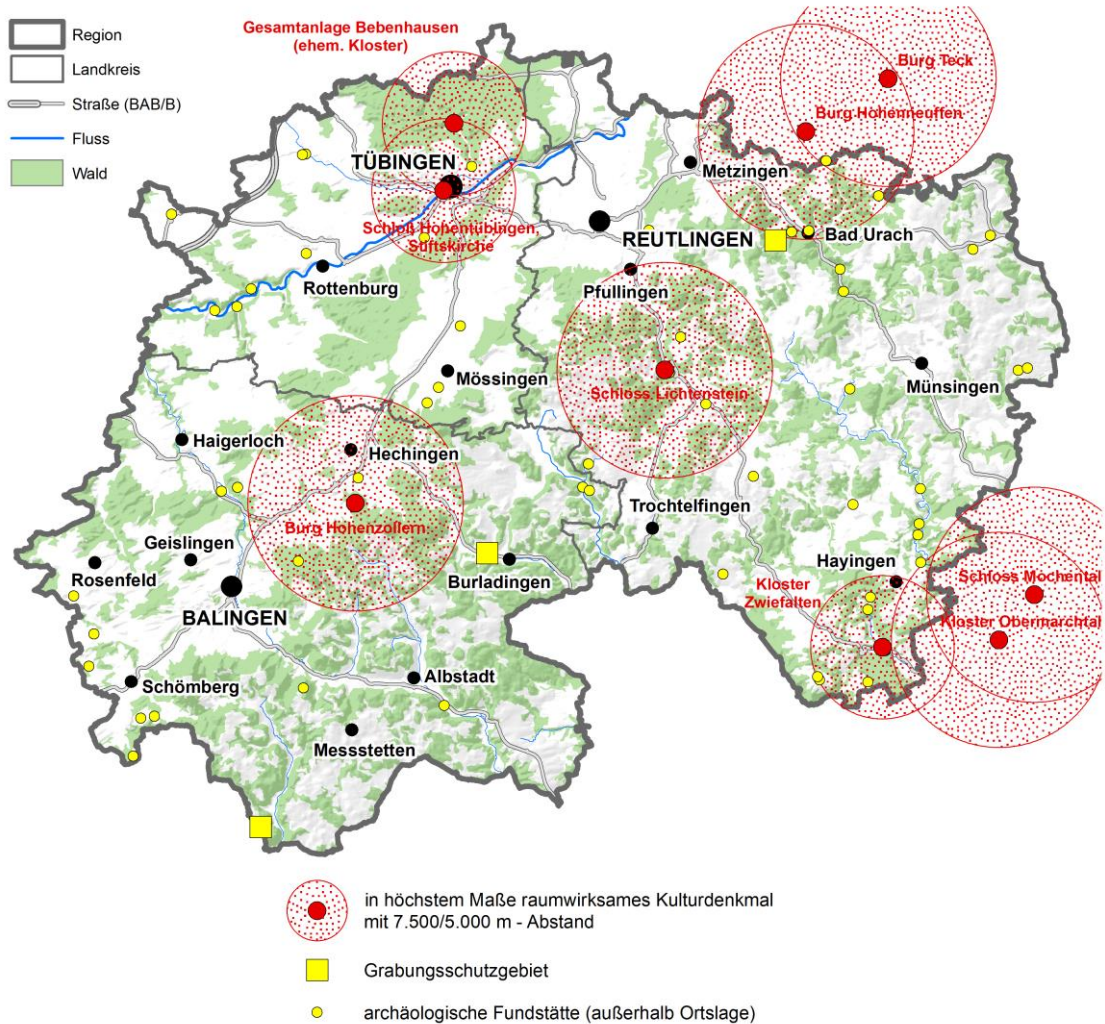 Region
Landkreis
Straße (BAB/B)
Fluss
Wald
Gesamtanlage Bebenhausen
(ehem. Kloster)
Burg Teck
Burg Hohenneuffen
TÜBINGEN
Metzingen
Schloß Hohentübingen,
Stiftskirche
REUTLINGEN
Bad Urach
Rottenburg
Pfullingen
Mössingen
Schloss Lichtenstein
Münsingen
Haigerloch
Hechingen
Burg Hohenzollern
Trochtelfingen
Geislingen
Rosenfeld
Burladingen
Hayingen
BALINGEN
Kloster
Zwiefalten
Schloss Mochental
Kloster Obermarchtal
Schömberg
Albstadt
Messstetten
in höchstem Maße raumwirksames Kulturdenkmal
mit 7.500/5.000 m - Abstand
Grabungsschutzgebiet
archäologische Fundstätte (außerhalb Ortslage)